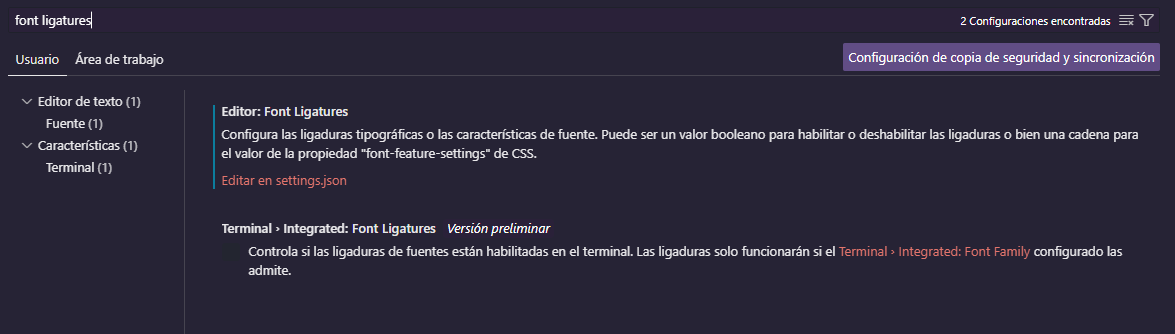 font ligatures
2 Configuraciones encontradas
Usuario
Área de trabajo
Configuración de copia de seguridad y sincronización
Editor de texto (1)
Fuente (1)
Características (1)
Terminal (1)
Editor: Font Ligatures
Configura las ligaduras tipográficas o las características de fuente. Puede ser un valor booleano para habilitar o deshabilitar las ligaduras o bien una cadena para
el valor de la propiedad "font-feature-settings" de CSS.
Editar en settings.json
Terminal › Integrated: Font Ligatures Versión preliminar
Controla si las ligaduras de fuentes están habilitadas en el terminal. Las ligaduras solo funcionarán si el Terminal › Integrated: Font Family configurado las
admite.